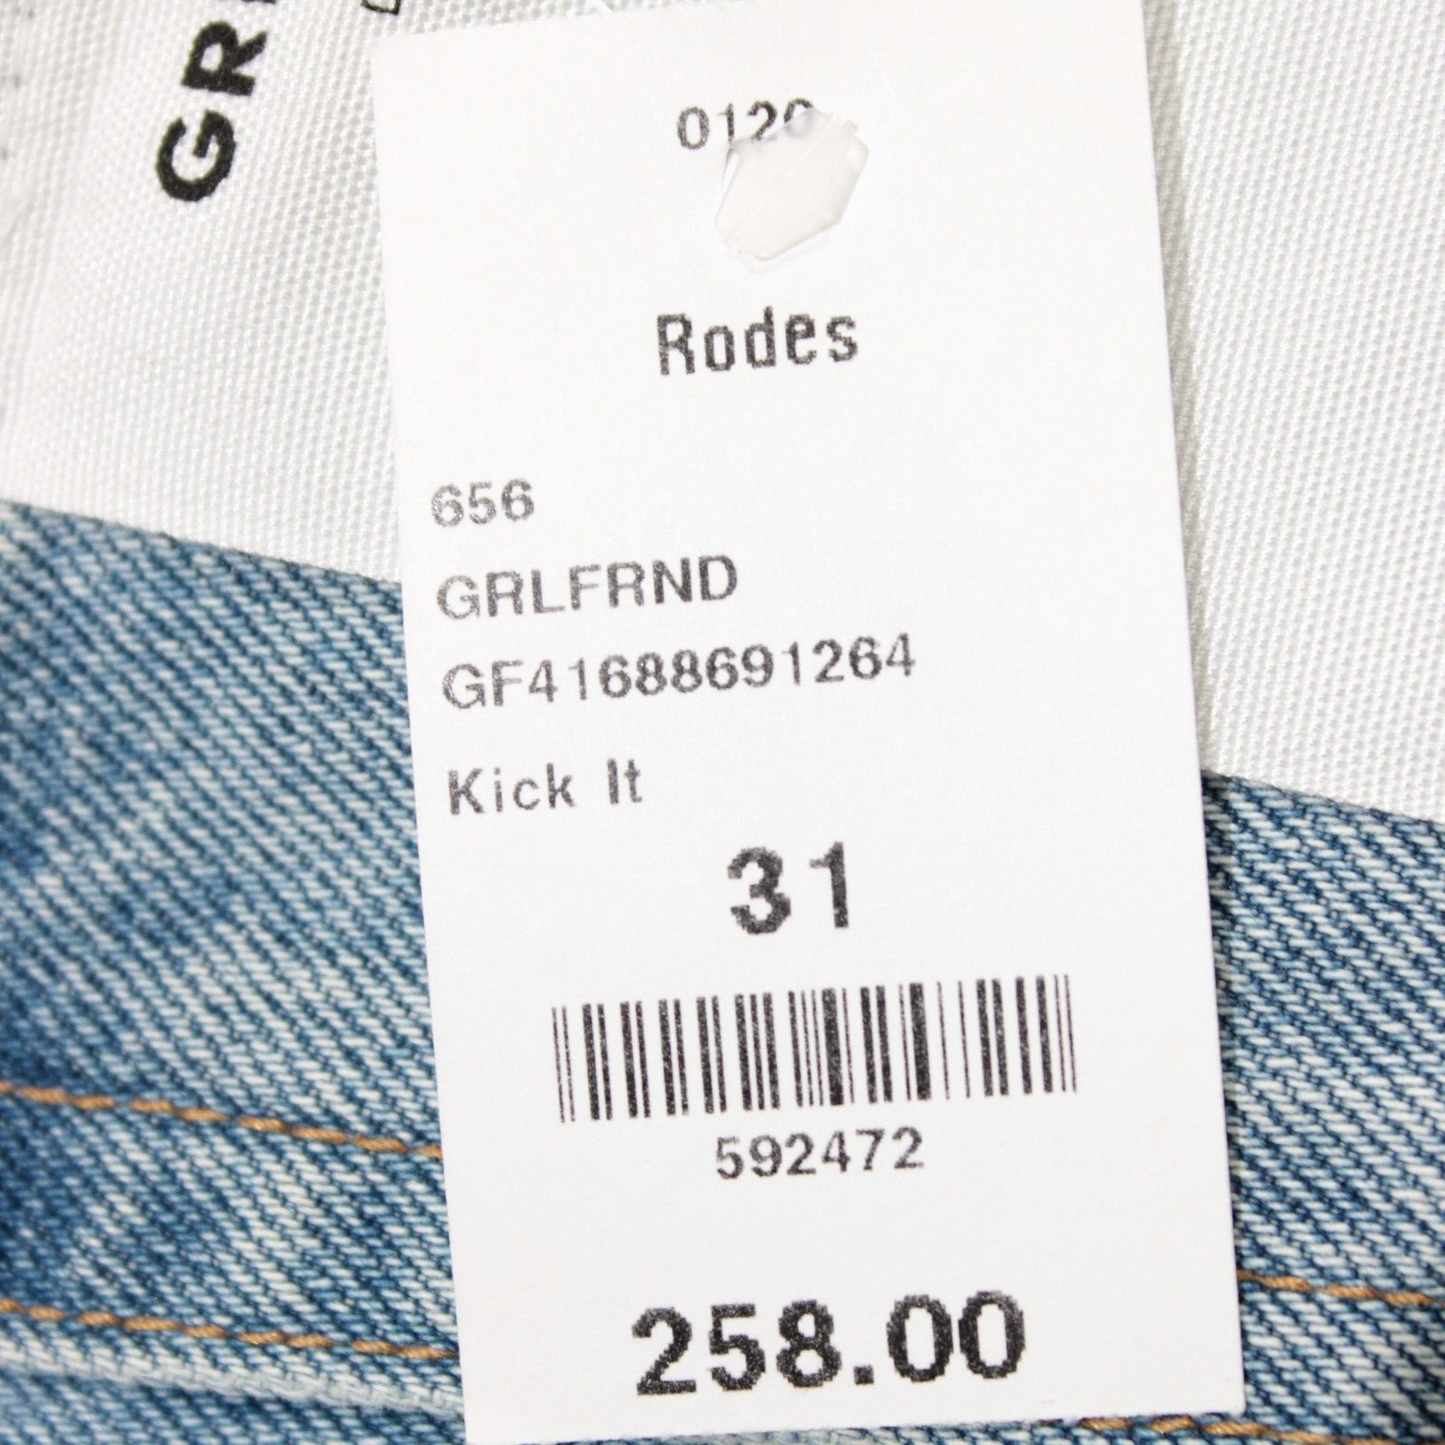 0120
Rodes
656
GRLFRND
GF41688691264
Kick It
31
592472
258.00